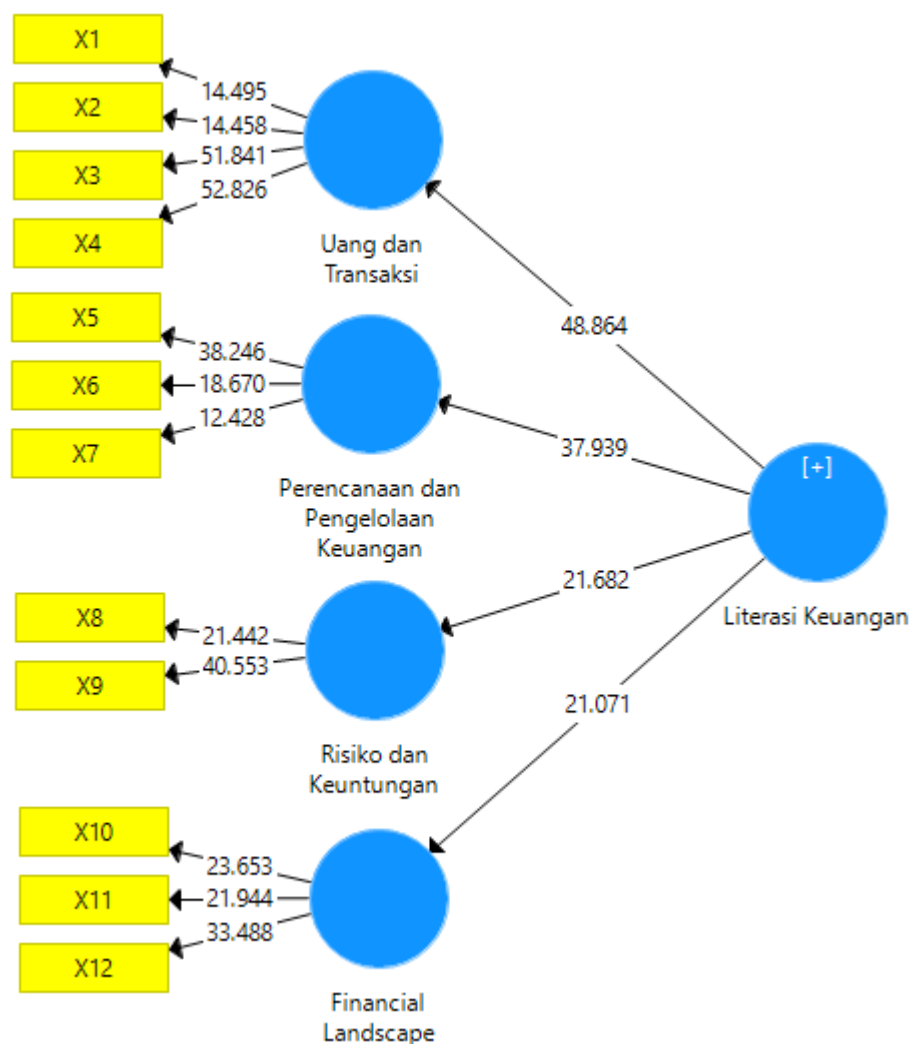 X1
X2
X3
X4
14.495
14.458
51.841
52.826
Uang dan
Transaksi
48.864
X5
X6
X7
38.246
18.670
12.428
Perencanaan dan
Pengelolaan
Keuangan
37.939
[+]
Literasi Keuangan
X8
X9
21.442
40.553
Risiko dan
Keuntungan
21.682
21.071
X10
X11
X12
23.653
21.944
33.488
Financial
Landscape